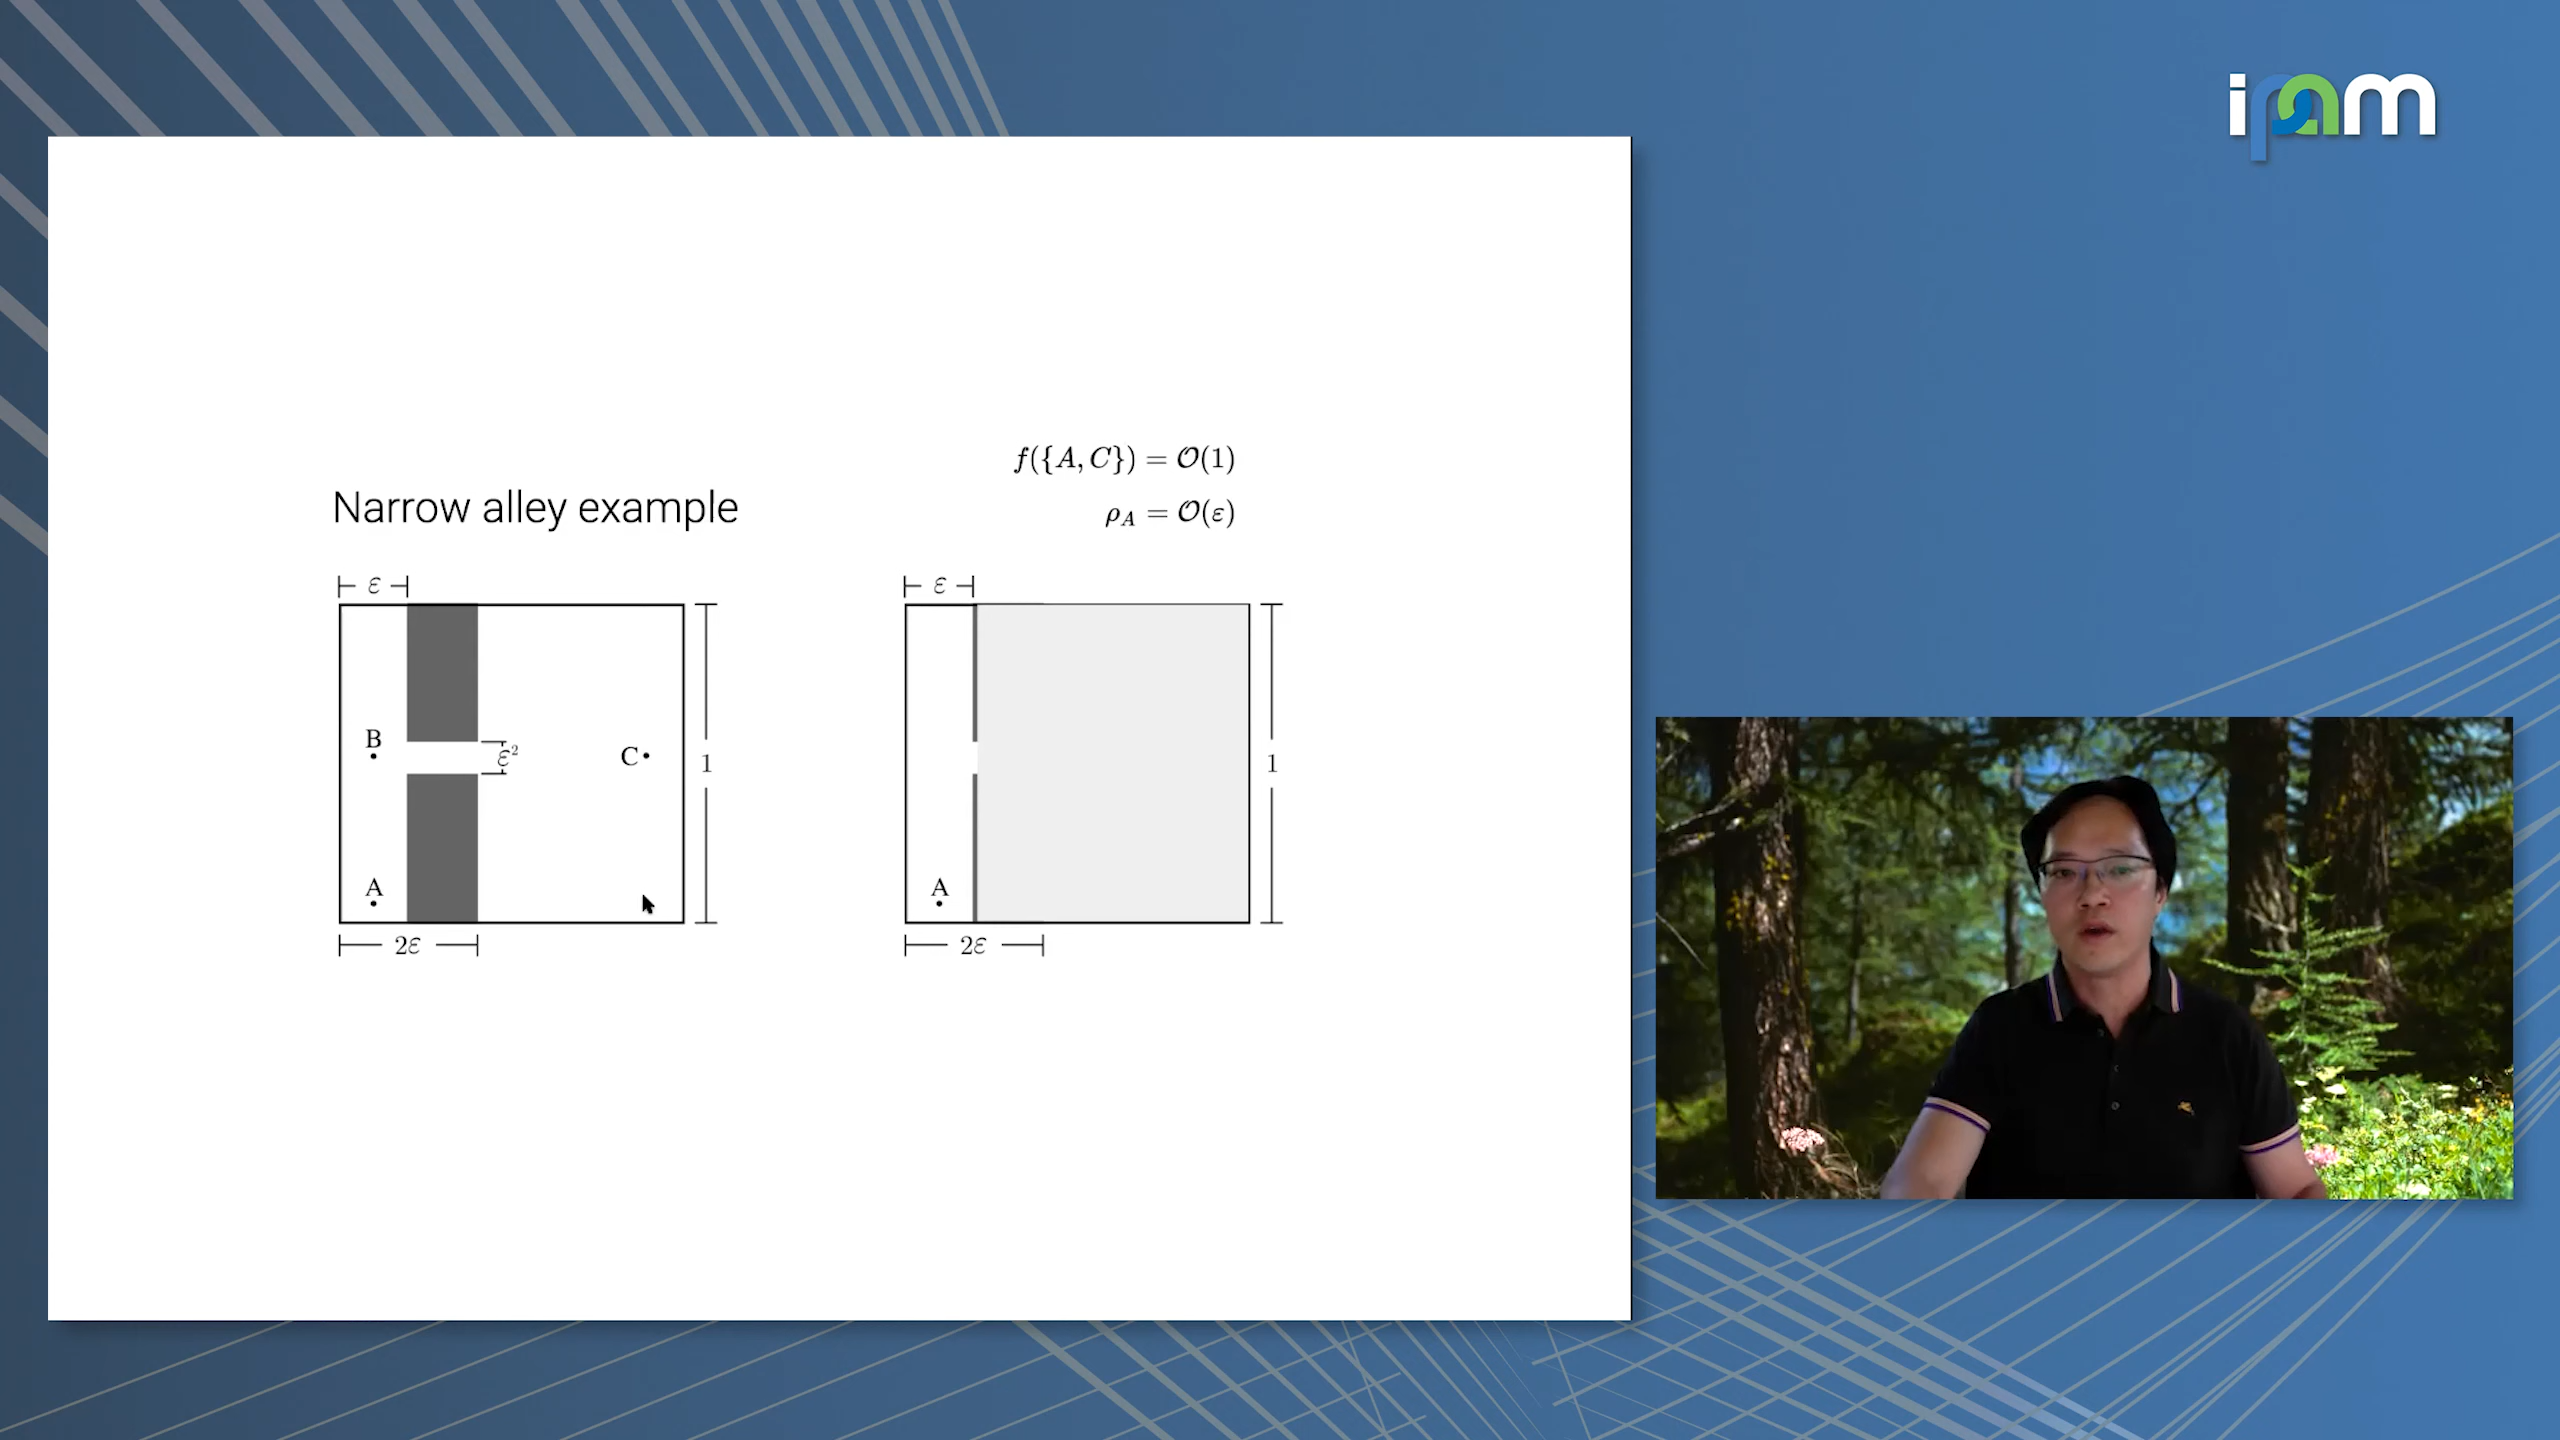 ipam
f({A, C}) = 𝒪(1)
Narrow alley example
ρ_A = 𝒪(ε)
ε
ε
B
ε²
C
1
1
A
A
2ε
2ε